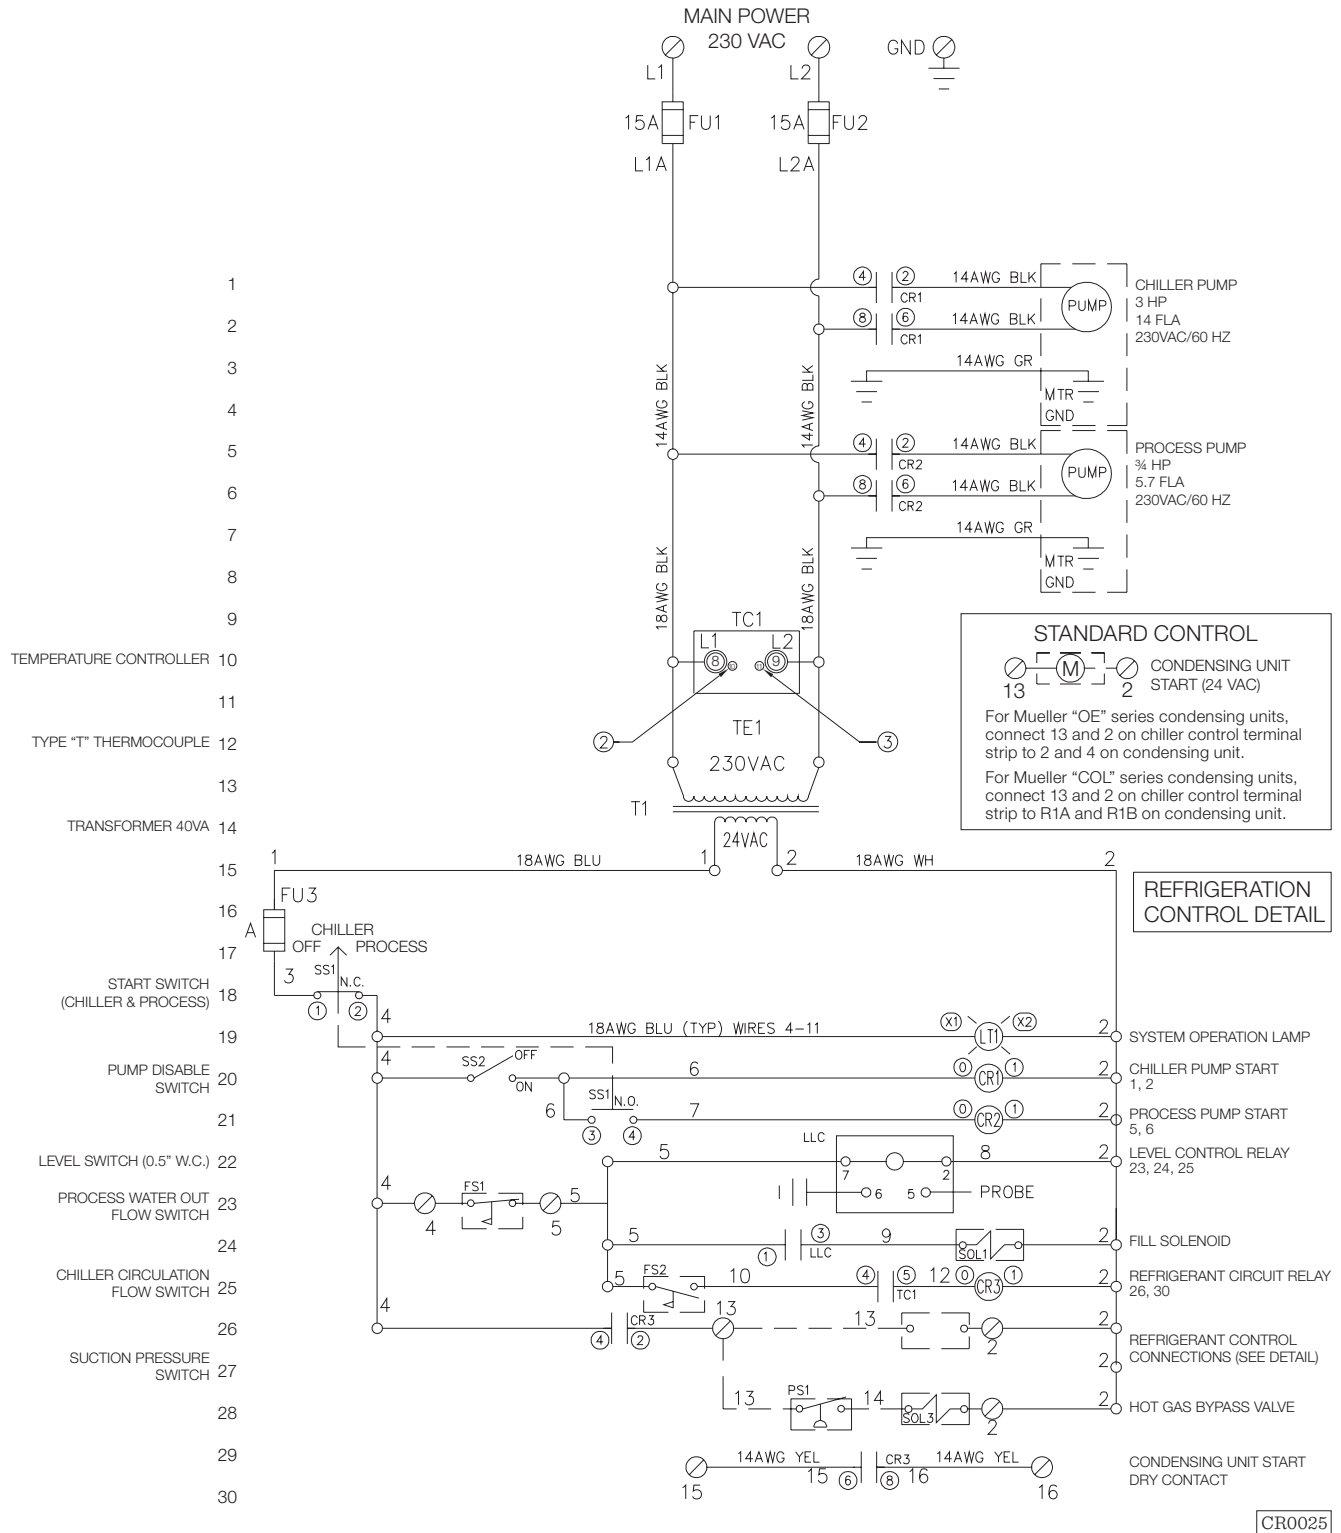 MAIN POWER
230 VAC
GND
L1
L2
15A FU1
15A FU2
L1A
L2A
1
4 2 14AWG BLK
CR1
PUMP
CHILLER PUMP
3 HP
14 FLA
230VAC/60 HZ
2
8 6 14AWG BLK
CR1
3
14AWG GR
14AWG BLK
14AWG BLK
MTR
GND
4
5
4 2 14AWG BLK
CR2
PUMP
PROCESS PUMP
¾ HP
5.7 FLA
230VAC/60 HZ
6
8 6 14AWG BLK
CR2
7
14AWG GR
18AWG BLK
18AWG BLK
MTR
GND
8
9
TC1
L1 L2
TEMPERATURE CONTROLLER 10
8 9
11
TE1
2 3
TYPE “T” THERMOCOUPLE 12
230VAC
13
T1
TRANSFORMER 40VA 14
24VAC
STANDARD CONTROL
M
13 2
CONDENSING UNIT
START (24 VAC)
For Mueller “OE” series condensing units,
connect 13 and 2 on chiller control terminal
strip to 2 and 4 on condensing unit.
For Mueller “COL” series condensing units,
connect 13 and 2 on chiller control terminal
strip to R1A and R1B on condensing unit.
15
1 18AWG BLU 1 2 18AWG WH 2
REFRIGERATION
CONTROL DETAIL
16
FU3
A
17
CHILLER
OFF PROCESS
3
SS1 N.C.
START SWITCH
(CHILLER & PROCESS) 18
1 2
4
19
18AWG BLU (TYP) WIRES 4-11
X1 LT1 X2
2 SYSTEM OPERATION LAMP
PUMP DISABLE
SWITCH 20
4 SS2 OFF
ON
6
0 CR1 1
2 CHILLER PUMP START
1, 2
21
6 SS1 N.O. 7
3 4
0 CR2 1
2 PROCESS PUMP START
5, 6
LEVEL SWITCH (0.5” W.C.) 22
5 LLC
7 2
8
2 LEVEL CONTROL RELAY
23, 24, 25
PROCESS WATER OUT
FLOW SWITCH 23
4 FS1 5
4 5
6 5 PROBE
24
5
1 3 LLC
9 SOL1
2 FILL SOLENOID
CHILLER CIRCULATION
FLOW SWITCH 25
5 FS2 10
4 5 TC1
12 0 CR3 1
2 REFRIGERANT CIRCUIT RELAY
26, 30
26
4
4 2 CR3
13 13
2
2 REFRIGERANT CONTROL
CONNECTIONS (SEE DETAIL)
SUCTION PRESSURE
SWITCH 27
2
28
13 PS1 14 SOL3
2
2 HOT GAS BYPASS VALVE
29
14AWG YEL CR3 14AWG YEL
15 15 6 8 16 16
CONDENSING UNIT START
DRY CONTACT
30
CR0025